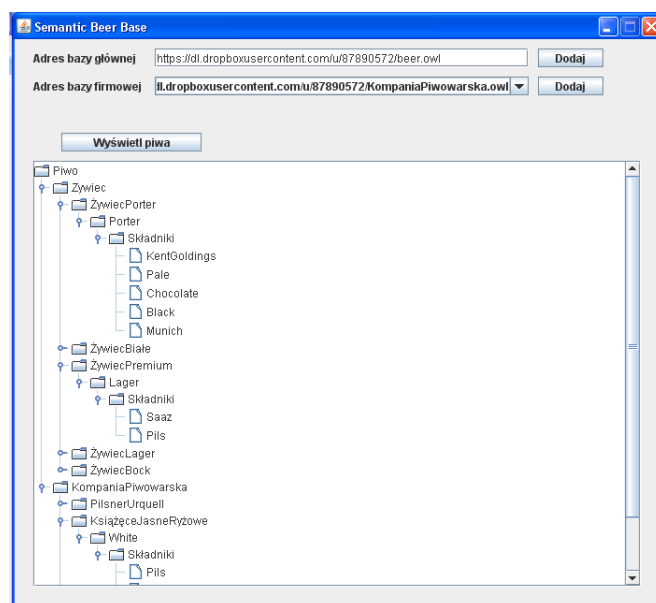 Semantic Beer Base
Adres bazy głównej https://dl.dropboxusercontent.com/u/87890572/beer.owl Dodaj
Adres bazy firmowej dl.dropboxusercontent.com/u/87890572/KompaniaPiwowarska.owl Dodaj
Wyświetl piwa
Piwo
Zywiec
ŻywiecPorter
Porter
Składniki
KentGoldings
Pale
Chocolate
Black
Munich
ŻywiecBiałe
ŻywiecPremium
Lager
Składniki
Saaz
Pils
ŻywiecLager
ŻywiecBock
KompaniaPiwowarska
PilsnerUrquell
KsiążęceJasneRyżowe
White
Składniki
Pils